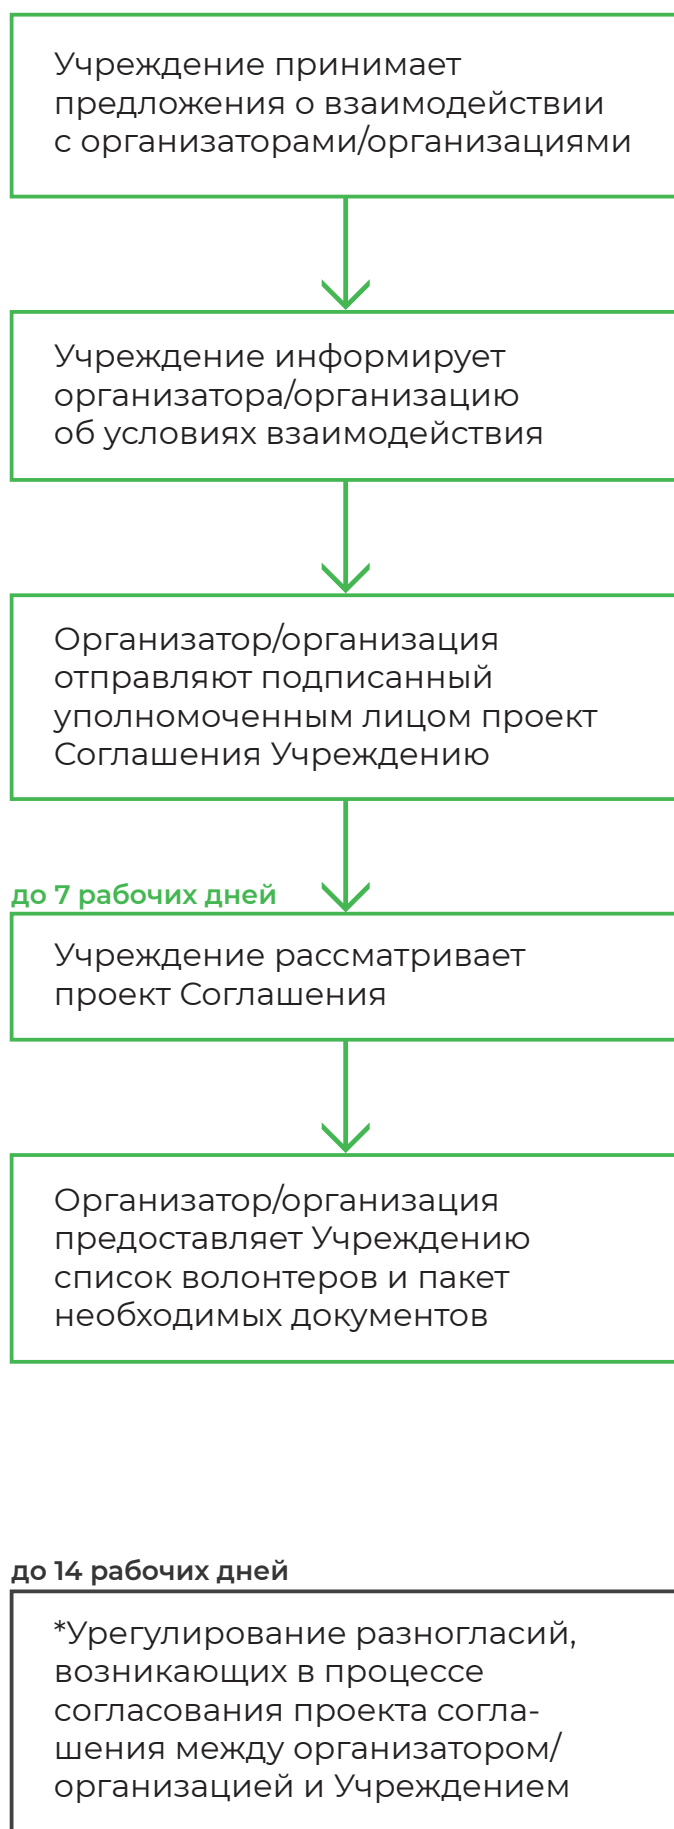 Учреждение принимает
предложения о взаимодействии
с организаторами/организациями
Учреждение информирует
организатора/организацию
об условиях взаимодействия
Организатор/организация
отправляют подписанный
уполномоченным лицом проект
Соглашения Учреждению
до 7 рабочих дней
Учреждение рассматривает
проект Соглашения
Организатор/организация
предоставляет Учреждению
список волонтеров и пакет
необходимых документов
до 14 рабочих дней
*Урегулирование разногласий,
возникающих в процессе
согласования проекта согла-
шения между организатором/
организацией и Учреждением